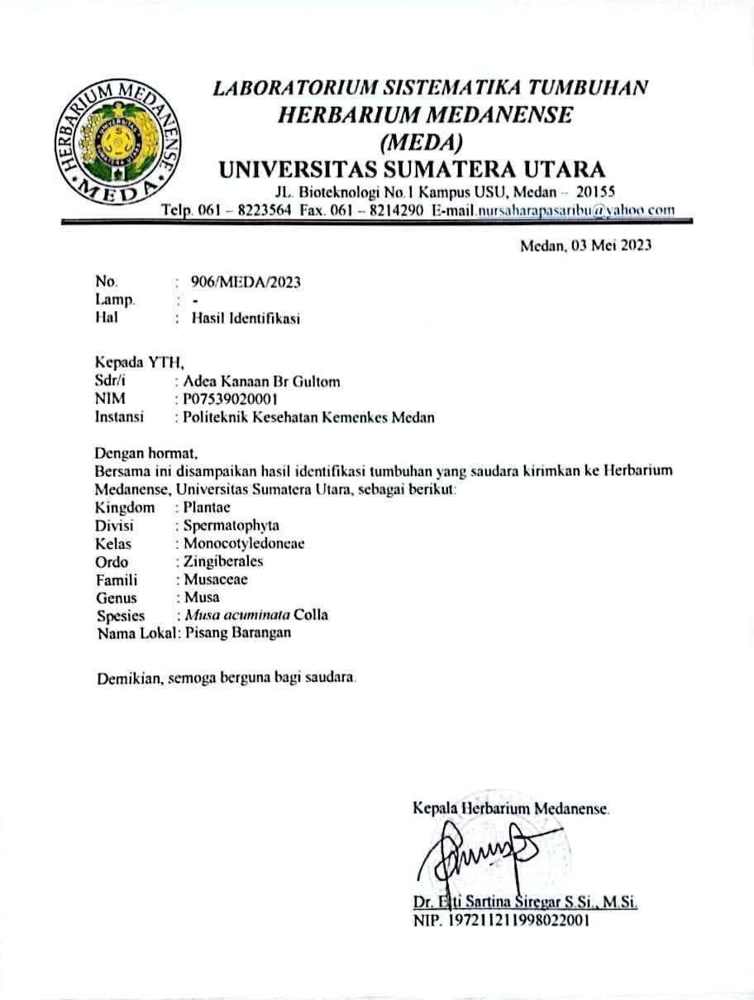 HERBARIUM MEDANENSE
MEDA
UNIVERSITAS
SUMATERA UTARA
LABORATORIUM SISTEMATIKA TUMBUHAN
HERBARIUM MEDANENSE
(MEDA)
UNIVERSITAS SUMATERA UTARA
JL. Bioteknologi No.1 Kampus USU, Medan – 20155
Telp. 061 – 8223564 Fax. 061 – 8214290 E-mail.nursaharapasaribu@yahoo.com
Medan, 03 Mei 2023
No. : 906/MEDA/2023
Lamp. : -
Hal : Hasil Identifikasi
Kepada YTH,
Sdr/i : Adea Kanaan Br Gultom
NIM : P07539020001
Instansi : Politeknik Kesehatan Kemenkes Medan
Dengan hormat,
Bersama ini disampaikan hasil identifikasi tumbuhan yang saudara kirimkan ke Herbarium
Medanense, Universitas Sumatera Utara, sebagai berikut:
Kingdom : Plantae
Divisi : Spermatophyta
Kelas : Monocotyledoneae
Ordo : Zingiberales
Famili : Musaceae
Genus : Musa
Spesies : Musa acuminata Colla
Nama Lokal: Pisang Barangan
Demikian, semoga berguna bagi saudara.
Kepala Herbarium Medanense.
Dr. Sartina Siregar S.Si., M.Si.
NIP. 197211211998022001